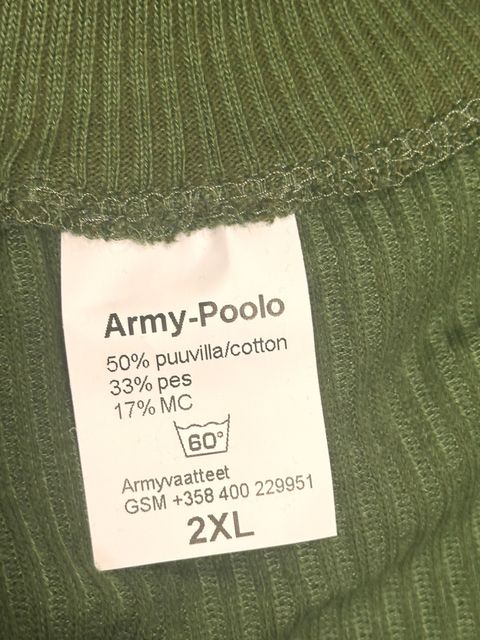 Army-Poolo
50% puuvilla/cotton
33% pes
17% MC
60°
Armyvaatteet
GSM +358 400 229951
2XL